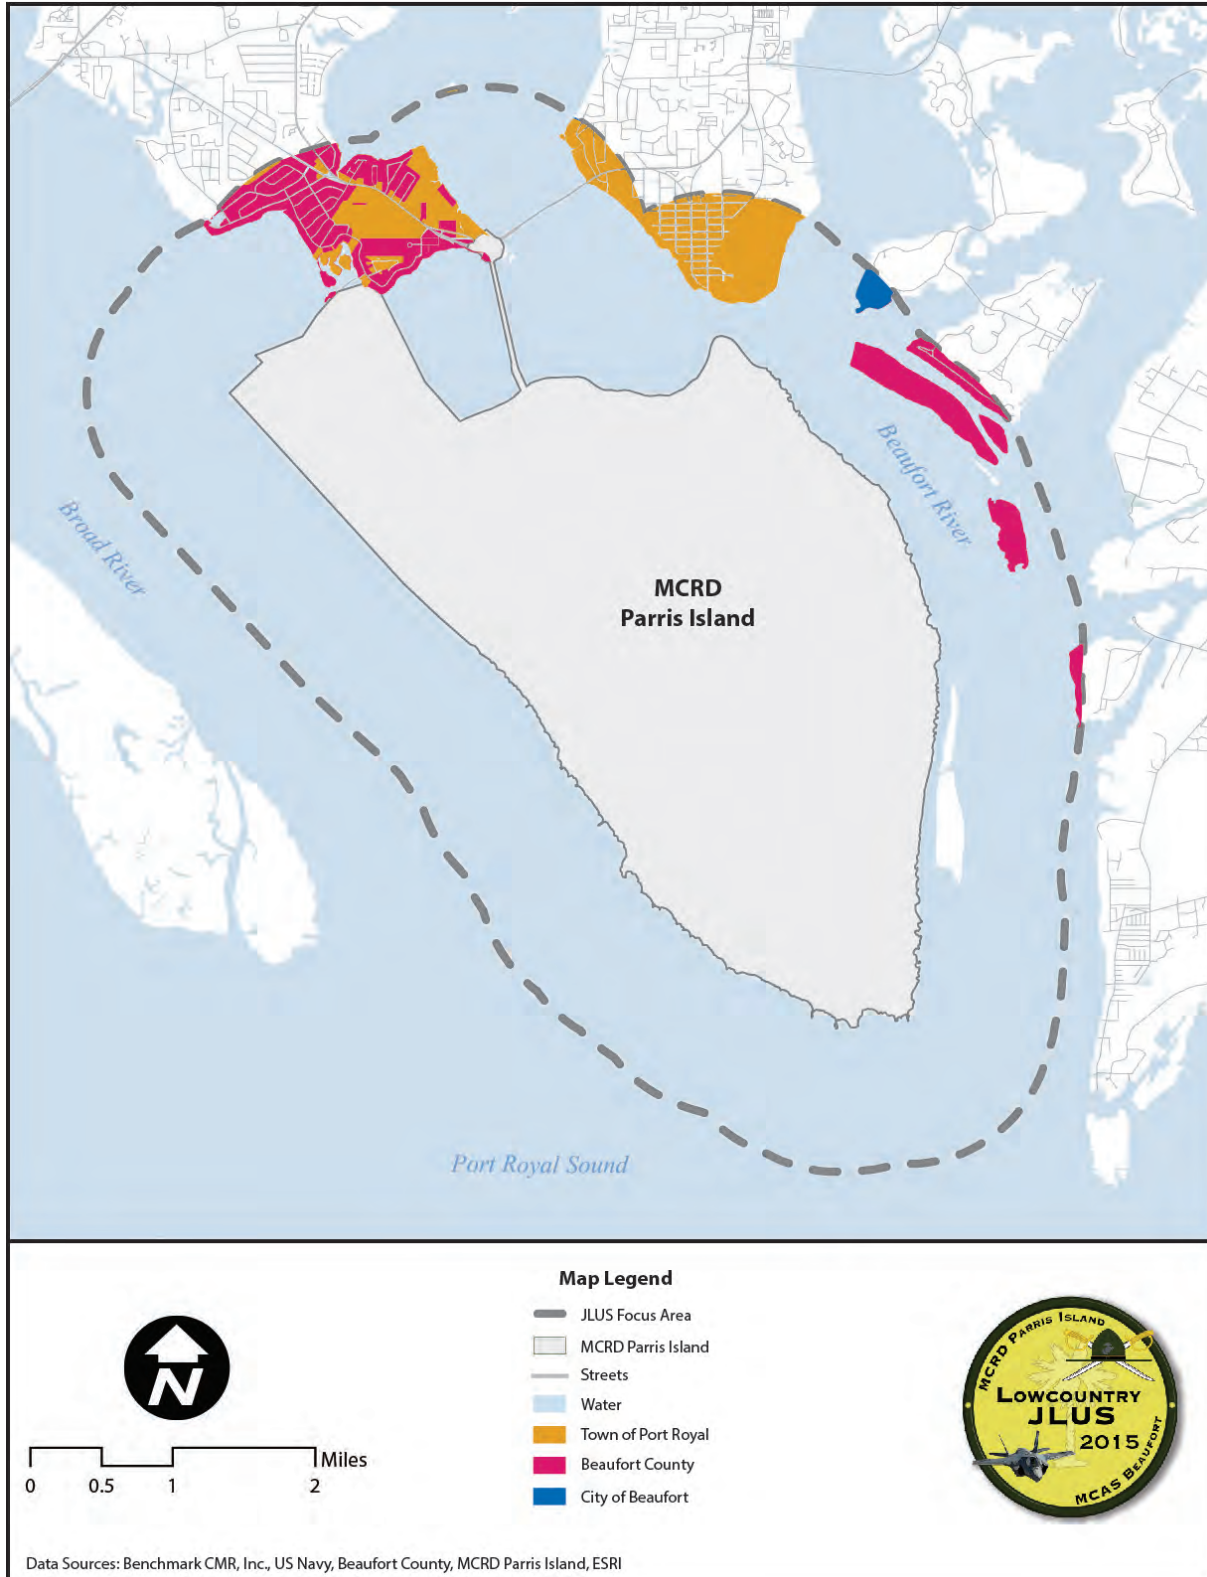 Broad River
Beaufort River
MCRD
Parris Island
Port Royal Sound
Map Legend
JLUS Focus Area
MCRD Parris Island
Streets
Water
Town of Port Royal
Beaufort County
City of Beaufort
N
Miles
0 0.5 1 2
MCRD PARRIS ISLAND
LOWCOUNTRY
JLUS
2015
MCAS BEAUFORT
Data Sources: Benchmark CMR, Inc., US Navy, Beaufort County, MCRD Parris Island, ESRI